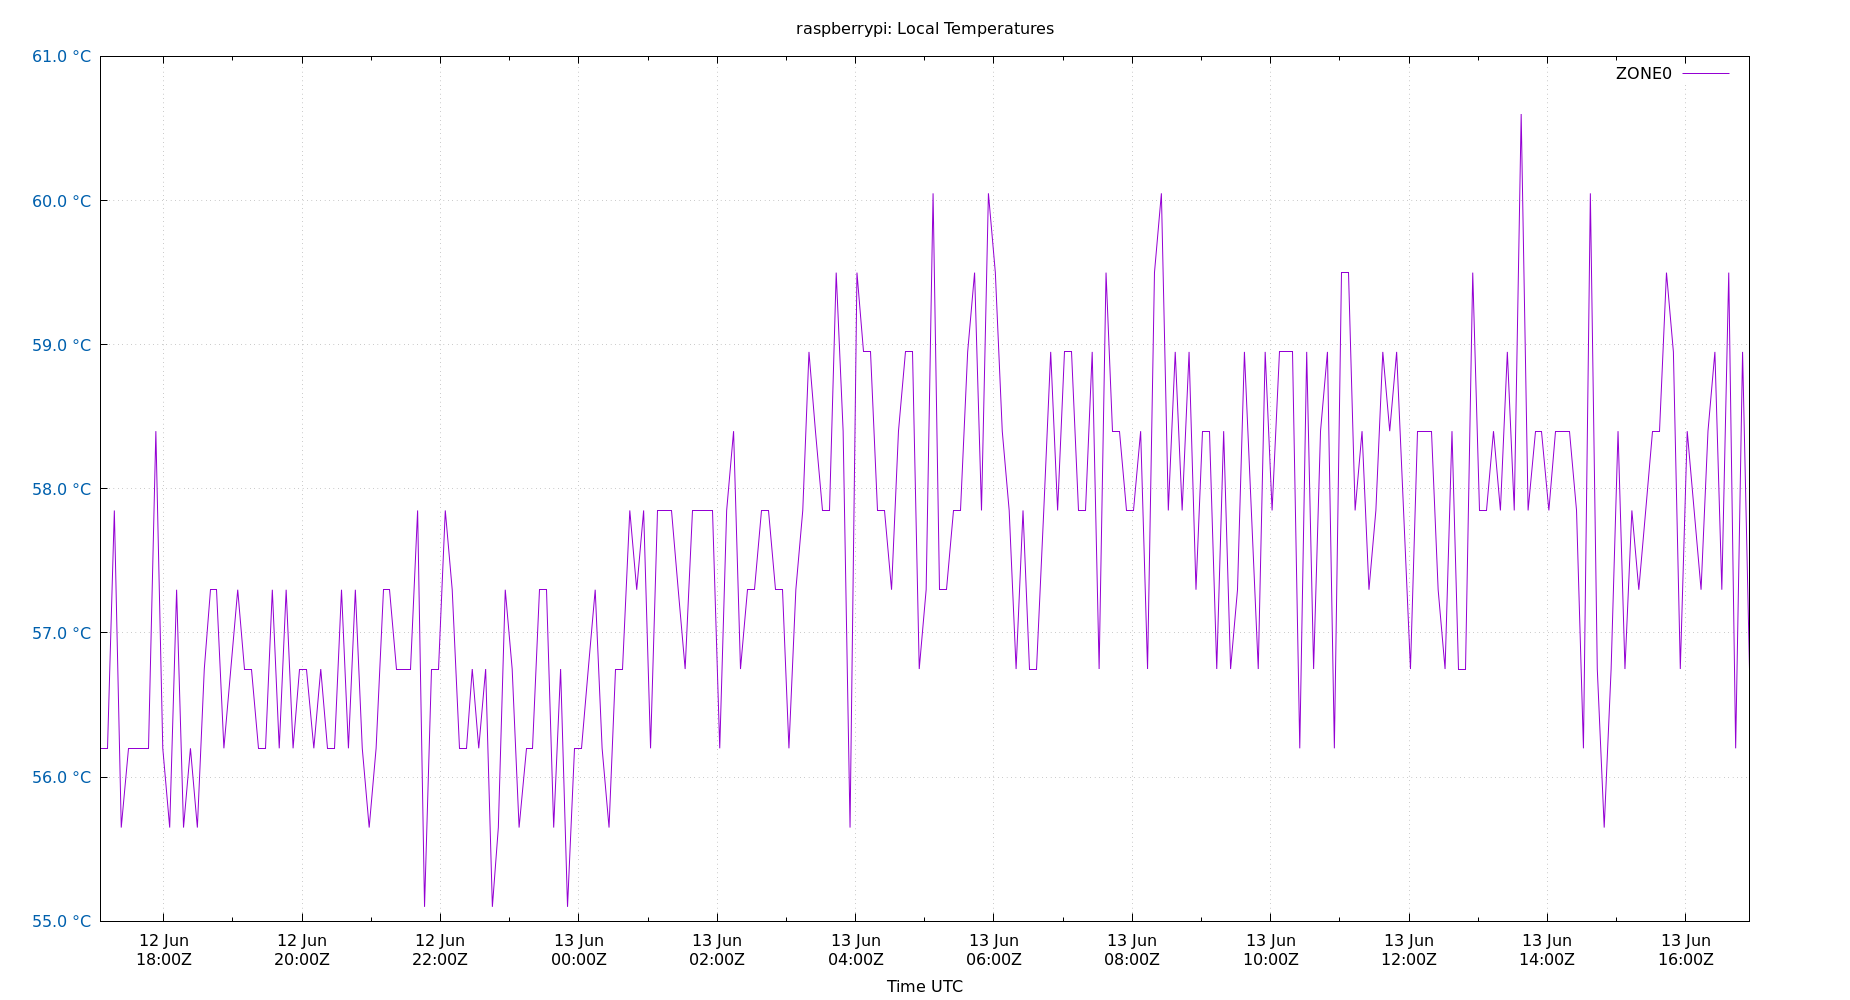 raspberrypi: Local Temperatures
61.0 °C
ZONE0
60.0 °C
59.0 °C
58.0 °C
57.0 °C
56.0 °C
55.0 °C
12 Jun 12 Jun 12 Jun 13 Jun 13 Jun 13 Jun 13 Jun 13 Jun 13 Jun 13 Jun 13 Jun 13 Jun
18:00Z 20:00Z 22:00Z 00:00Z 02:00Z 04:00Z 06:00Z 08:00Z 10:00Z 12:00Z 14:00Z 16:00Z
Time UTC